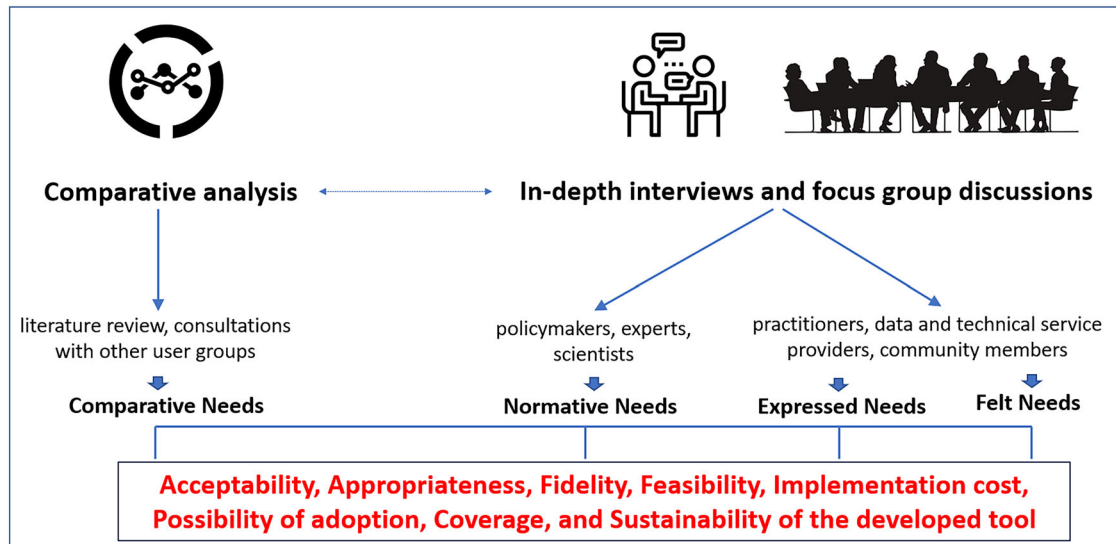 Comparative analysis
In-depth interviews and focus group discussions
literature review, consultations
with other user groups
policymakers, experts,
scientists
practitioners, data and technical service
providers, community members
Comparative Needs
Normative Needs
Expressed Needs
Felt Needs
Acceptability, Appropriateness, Fidelity, Feasibility, Implementation cost,
Possibility of adoption, Coverage, and Sustainability of the developed tool